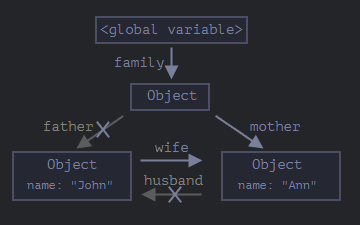 <global variable>
family
Object
father
mother
wife
Object
Object
husband
name: "John"
name: "Ann"